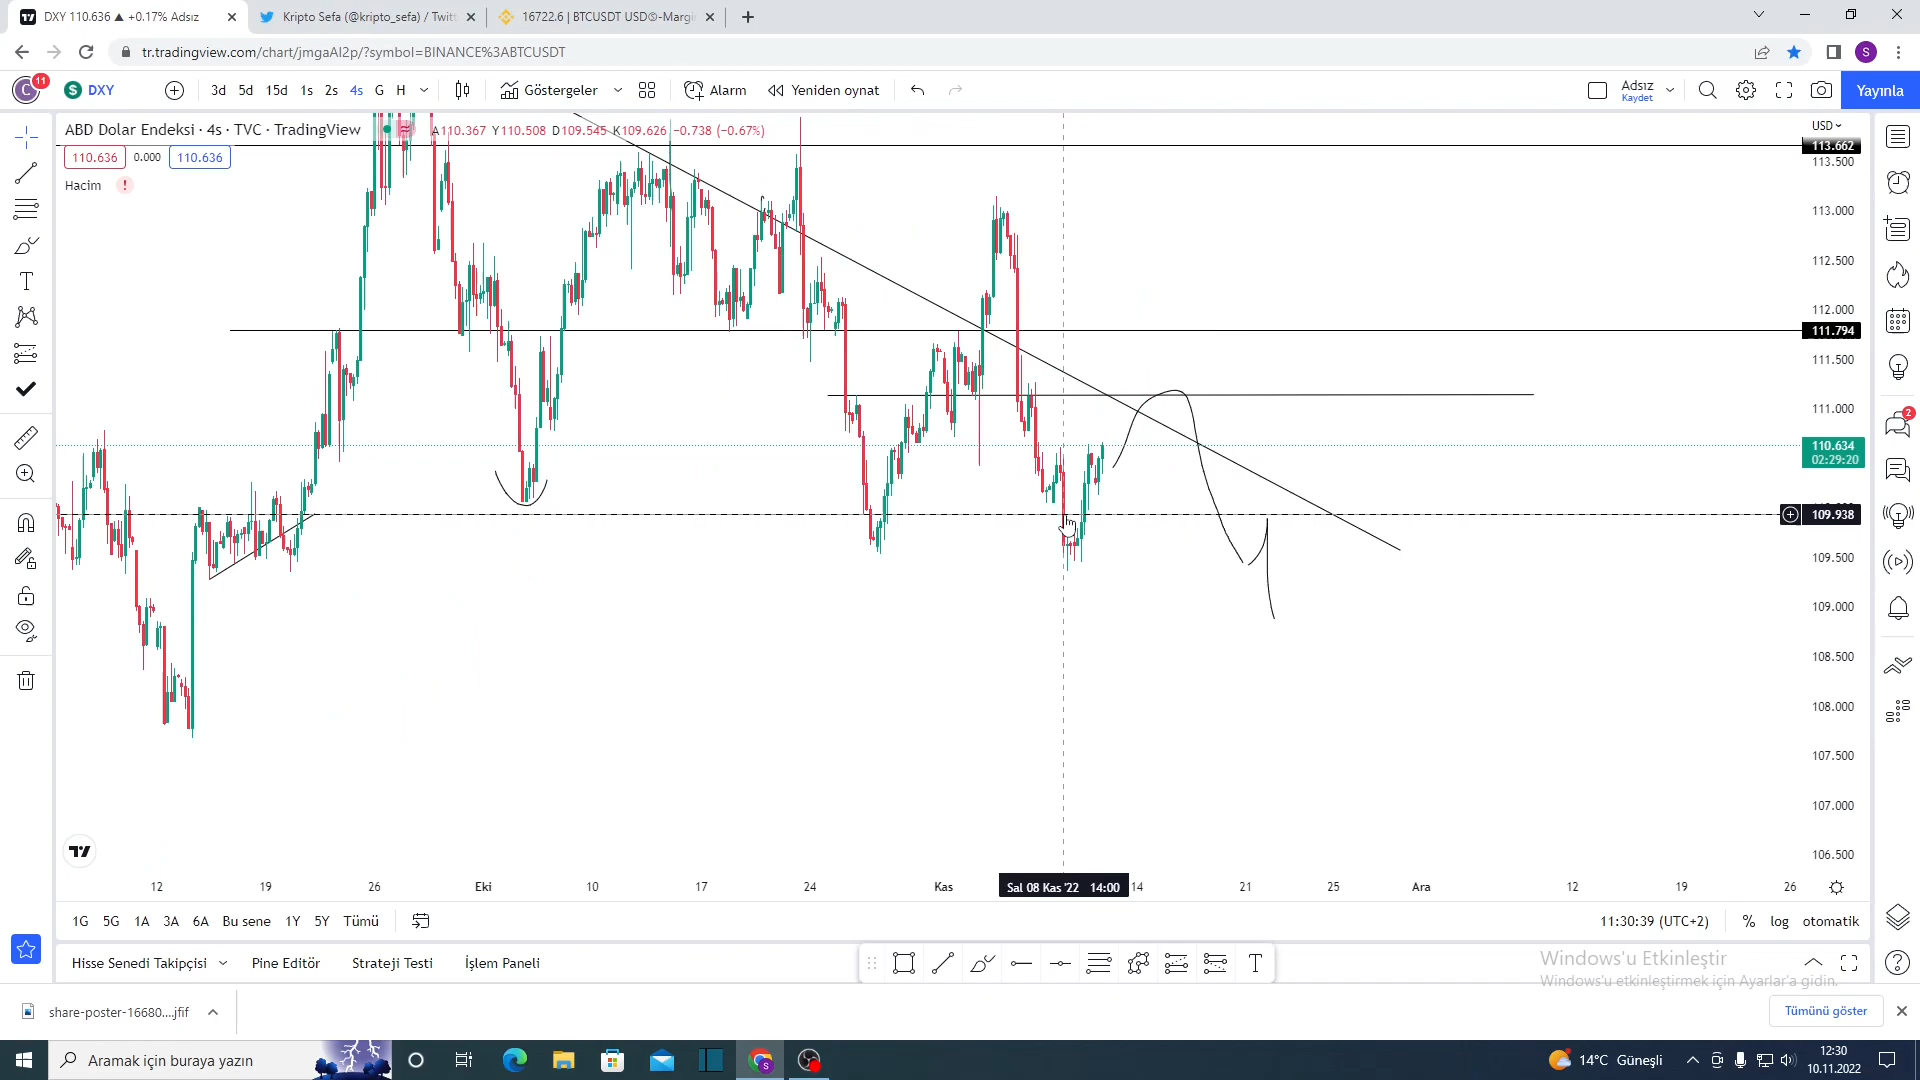 DXY 110.636 ▲ +0.17% Adsız
Kripto Sefa (@kripto_sefa) / Twitt
16722.6 | BTCUSDT USDⓈ-Margi
tr.tradingview.com/chart/jmgaAI2p/?symbol=BINANCE%3ABTCUSDT
S
C 11
S DXY
3d 5d 15d 1s 2s 4s G H
Göstergeler
Alarm
Yeniden oynat
Adsız
Kaydet
Yayınla
ABD Dolar Endeksi · 4s · TVC · TradingView
A110.367 Y110.508 D109.545 K109.626 −0.738 (−0.67%)
110.636 0.000 110.636
Hacim !
USD
113.662
113.500
113.000
112.500
112.000
111.794
111.500
111.000
110.634
02:29:20
109.938
109.500
109.000
108.500
108.000
107.500
107.000
106.500
2
12 19 26 Eki 10 17 24 Kas Sal 08 Kas '22 14:00 14 21 25 Ara 12 19 26
1G 5G 1A 3A 6A Bu sene 1Y 5Y Tümü
11:30:39 (UTC+2) % log otomatik
Hisse Senedi Takipçisi Pine Editör Strateji Testi İşlem Paneli
T
Windows'u Etkinleştir
Windows'u etkinleştirmek için Ayarlar'a gidin.
share-poster-16680....jfif
Tümünü göster
Aramak için buraya yazın
14°C Güneşli
12:30
10.11.2022